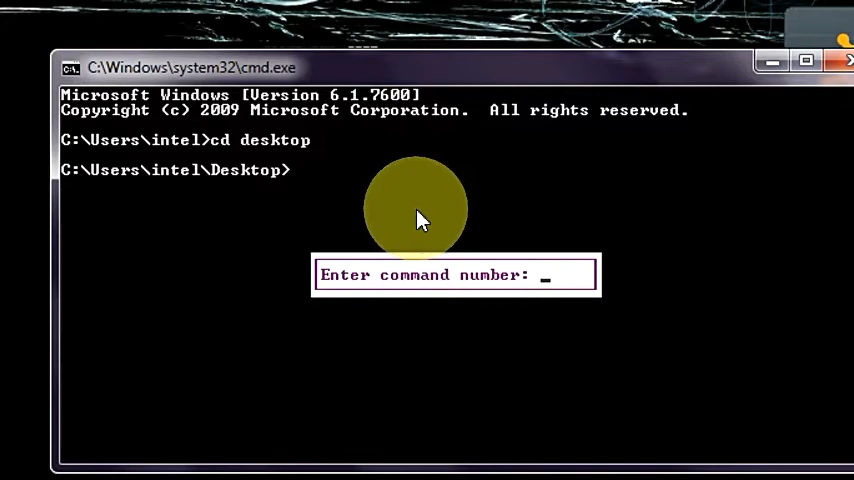 C:\Windows\system32\cmd.exe
Microsoft Windows [Version 6.1.7600]
Copyright (c) 2009 Microsoft Corporation.  All rights reserved.
C:\Users\intel>cd desktop
C:\Users\intel\Desktop>
Enter command number: _